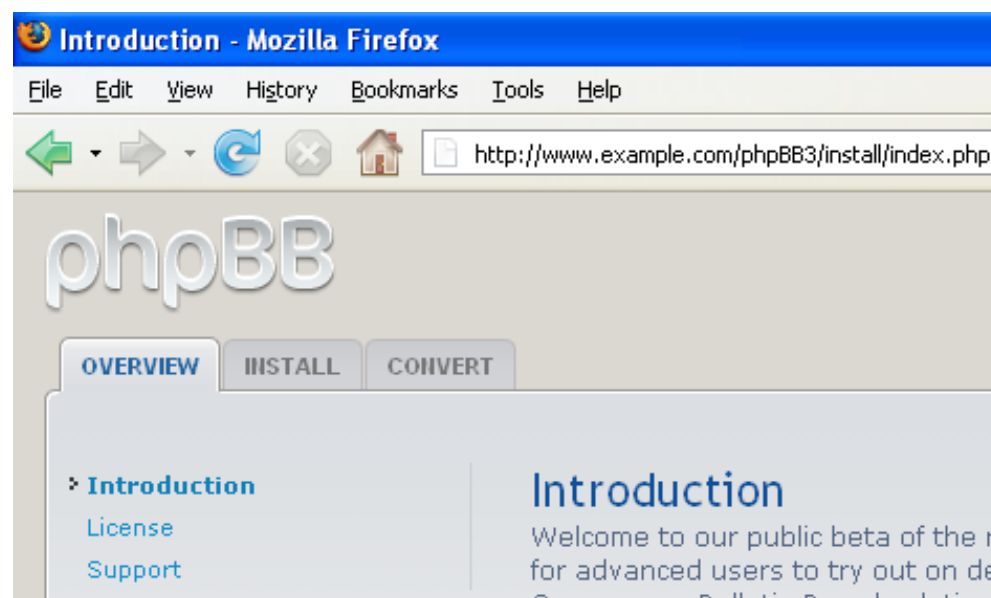 Introduction - Mozilla Firefox
File Edit View History Bookmarks Tools Help
http://www.example.com/phpBB3/install/index.php
phpBB
OVERVIEW INSTALL CONVERT
Introduction
License
Support
Introduction
Welcome to our public beta of the
for advanced users to try out on